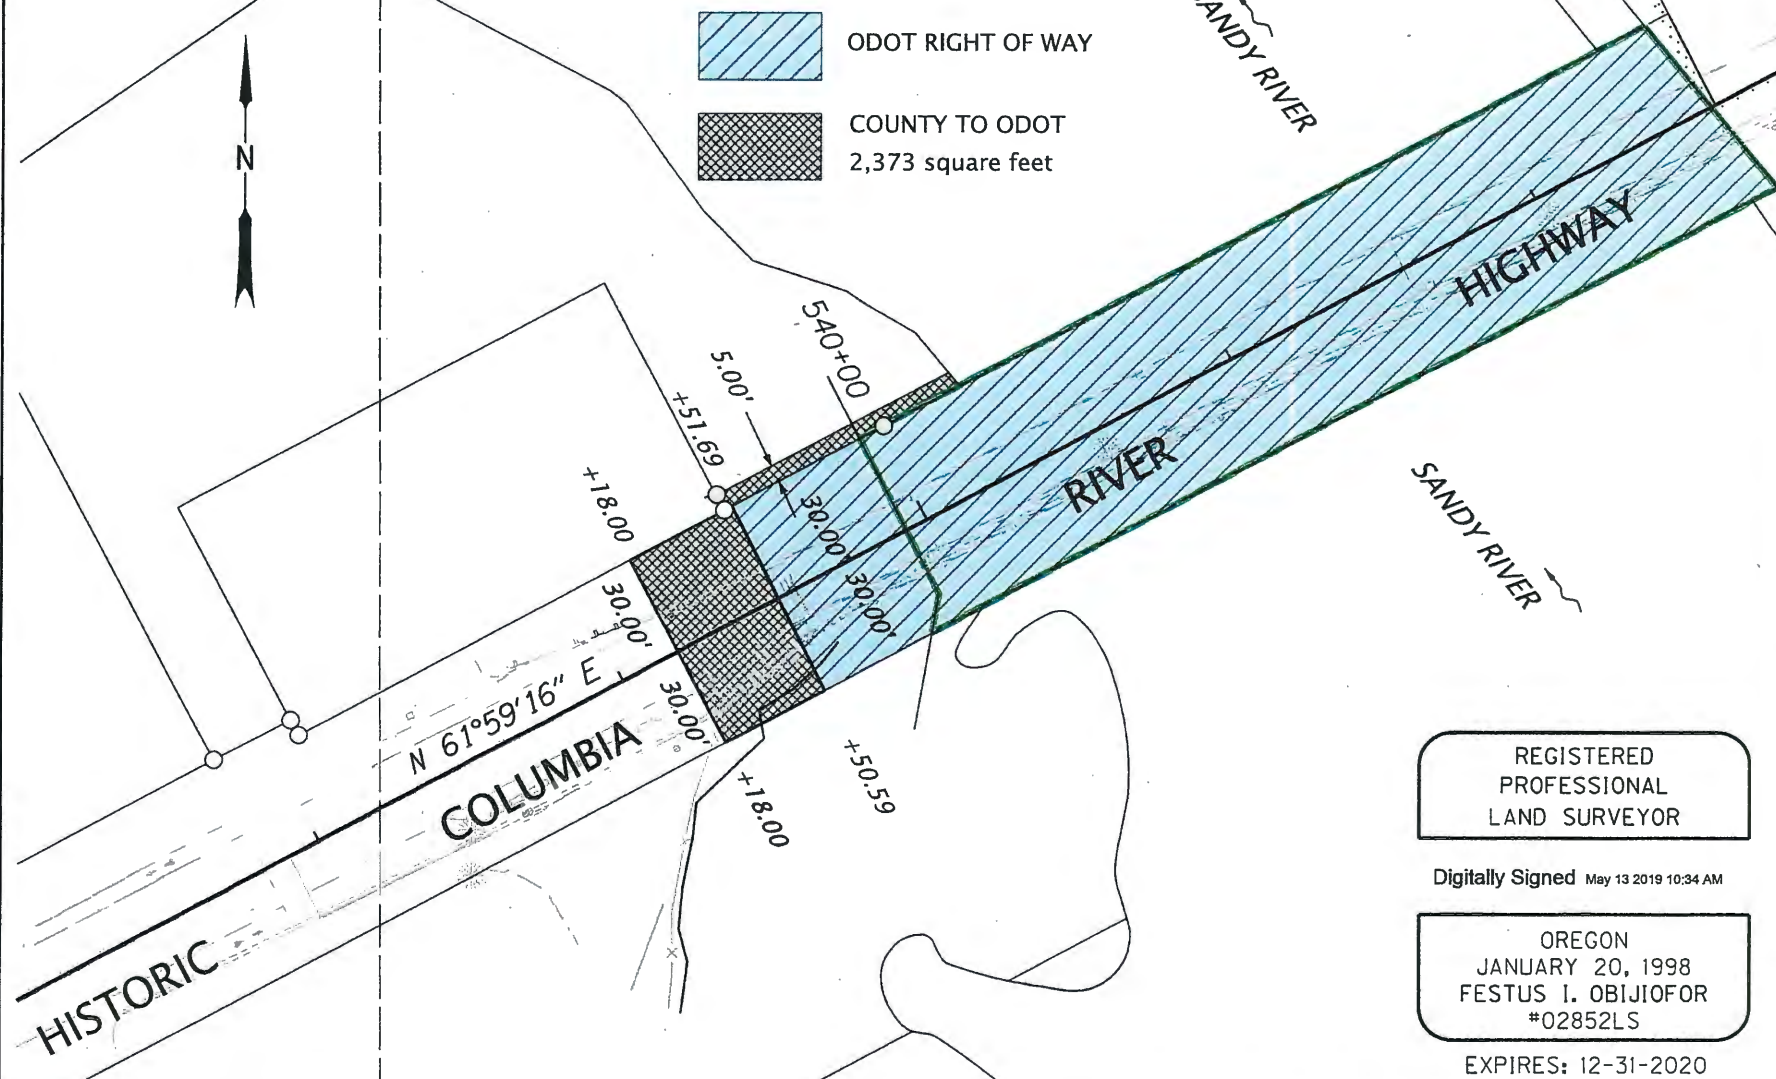 ODOT RIGHT OF WAY
COUNTY TO ODOT
2,373 square feet
N
SANDY RIVER
HIGHWAY
540+00
5.00'
+51.69
+18.00
30.00'
30.00'
RIVER
SANDY RIVER
30.00'
30.00'
N 61°59'16" E
COLUMBIA
+50.59
+18.00
HISTORIC
REGISTERED
PROFESSIONAL
LAND SURVEYOR
Digitally Signed May 13 2019 10:34 AM
OREGON
JANUARY 20, 1998
FESTUS I. OBIJIOFOR
#02852LS
EXPIRES: 12-31-2020